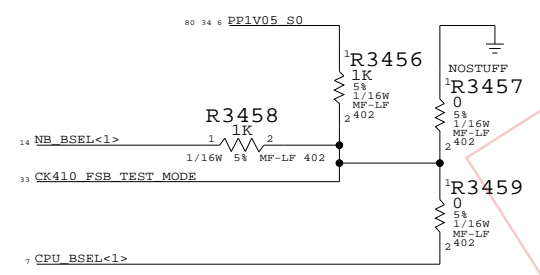 80 34 6 PP1V05_S0
1 R3456
1K
5%
1/16W
MF-LF
2 402
NOSTUFF
1 R3457
0
5%
1/16W
MF-LF
2 402
R3458
1K
14 NB_BSEL<1> 1 2
1/16W 5% MF-LF 402
33 CK410_FSB_TEST_MODE
1 R3459
0
5%
1/16W
MF-LF
2 402
7 CPU_BSEL<1>